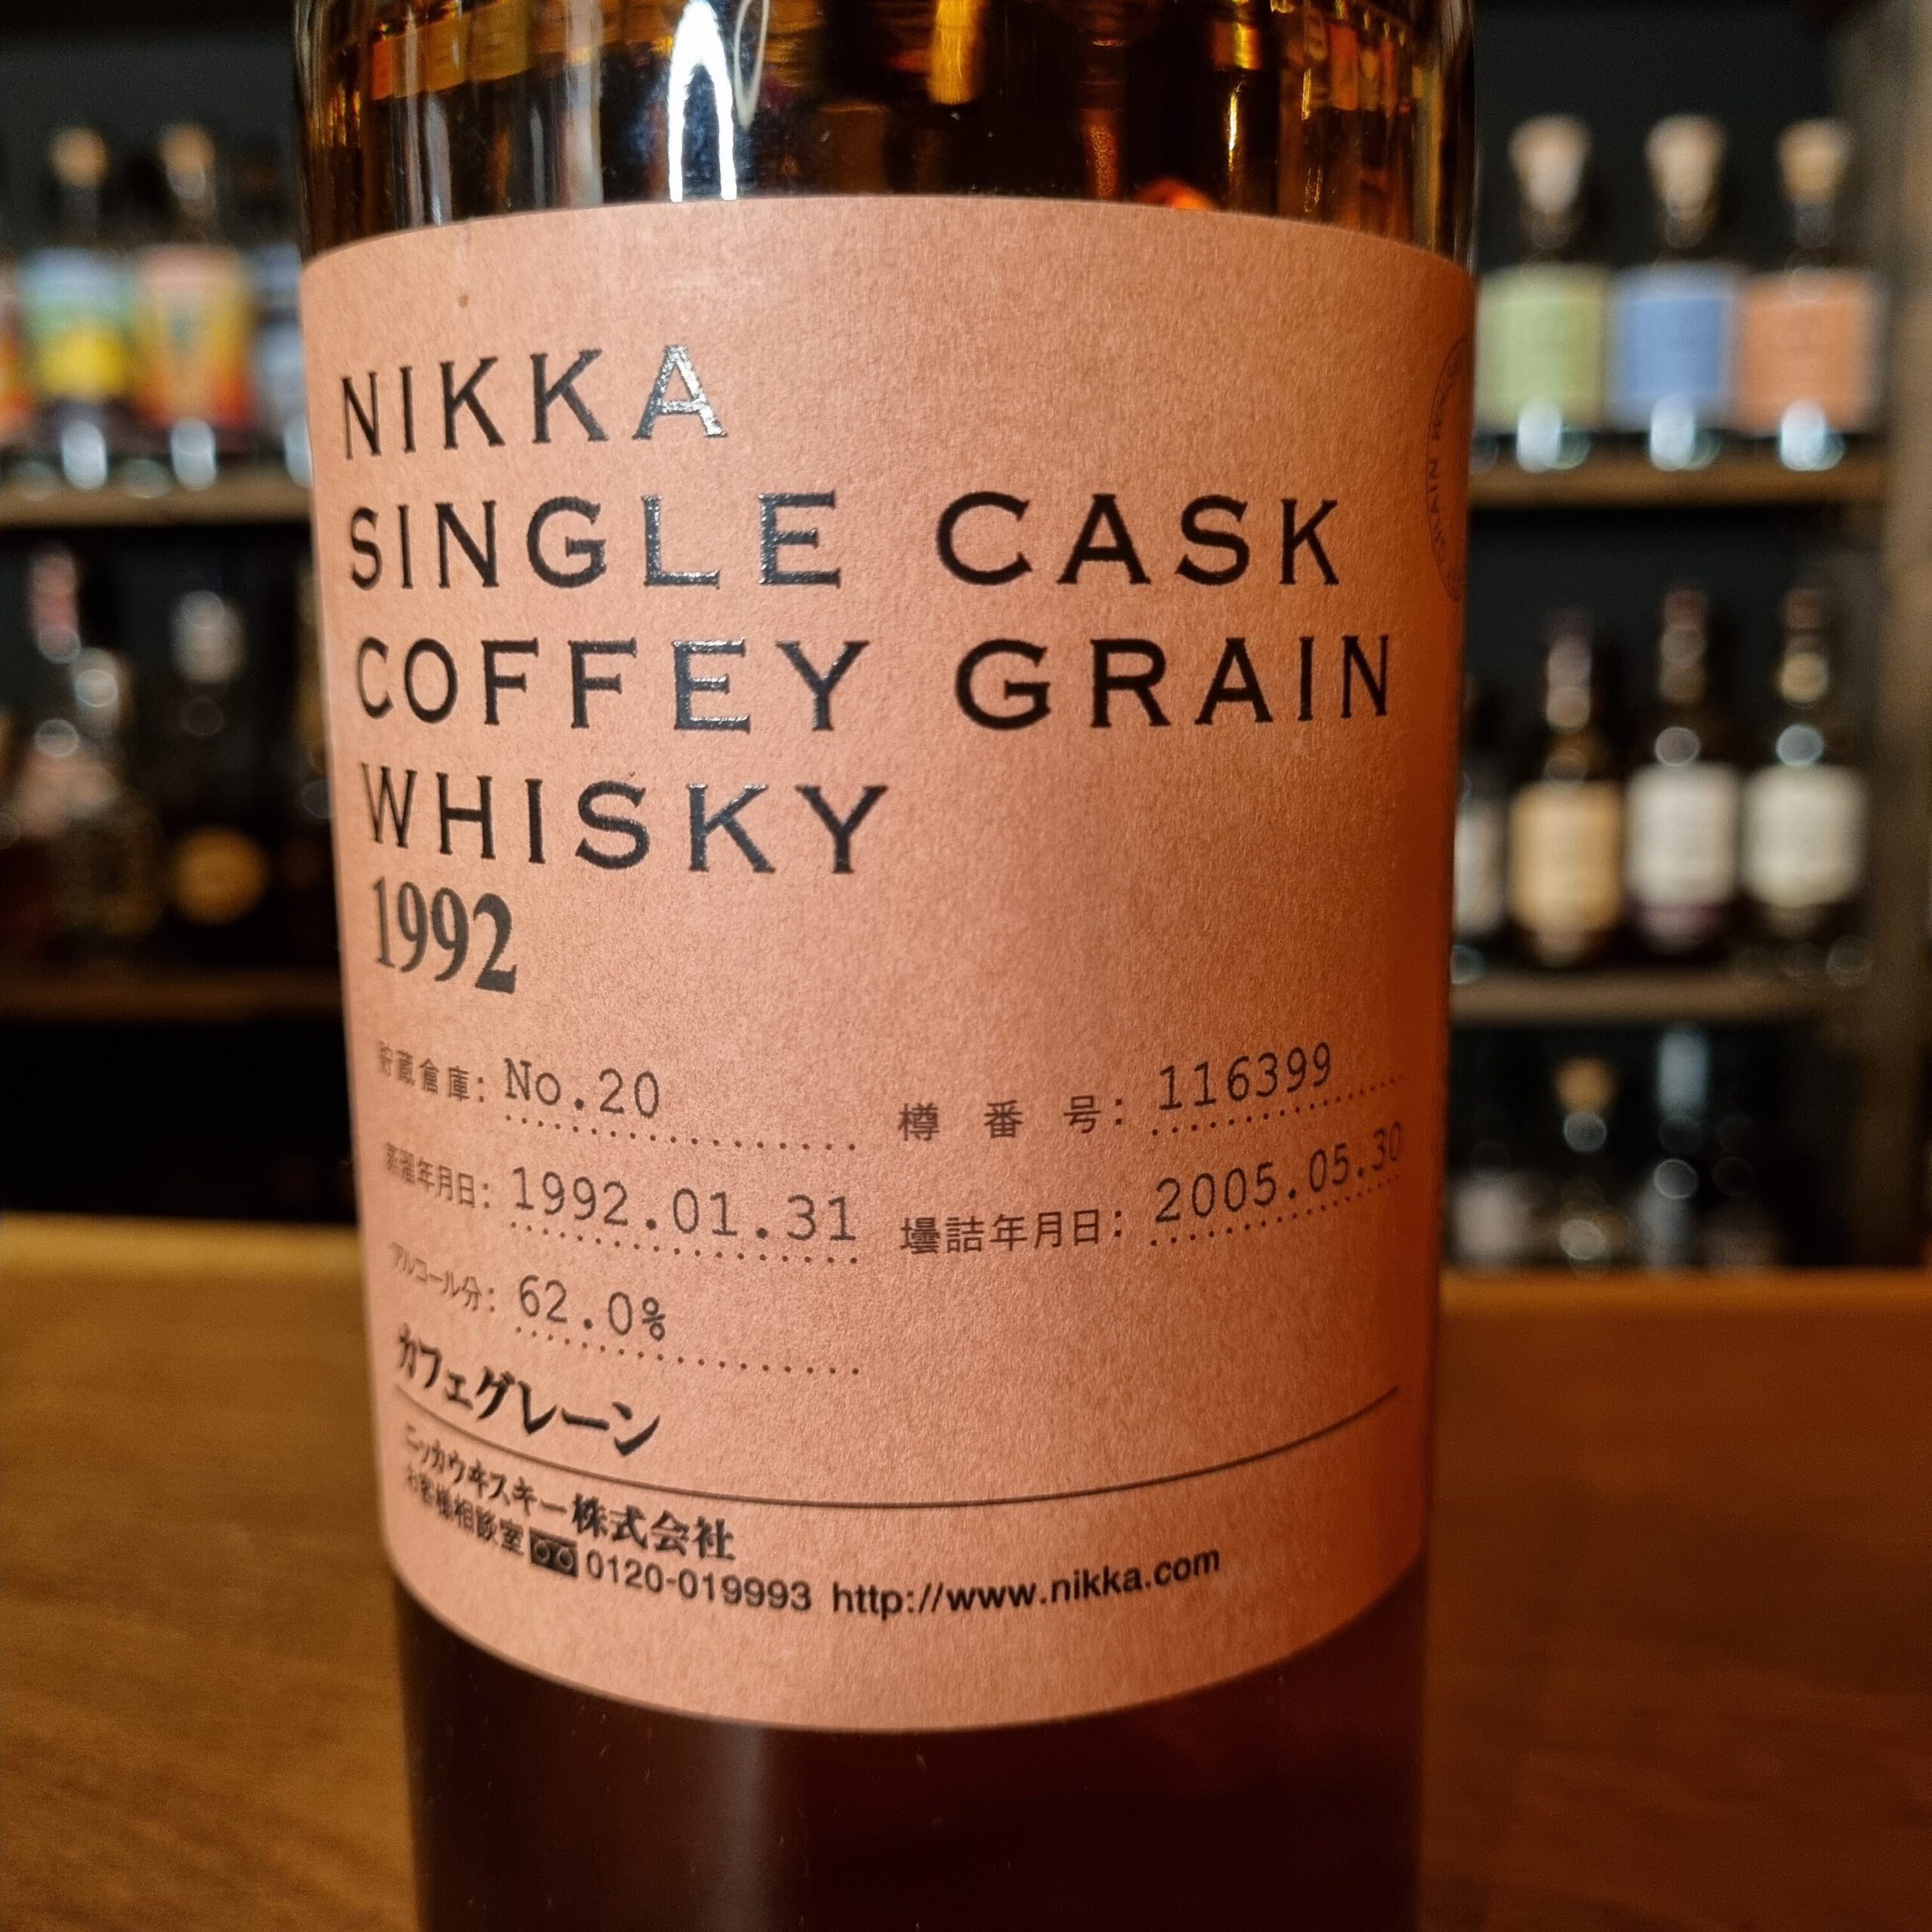 NIKKA
SINGLE CASK
COFFEY GRAIN
WHISKY
1992
貯蔵倉庫: No.20 樽番号: 116399
蒸溜年月日: 1992.01.31 壜詰年月日: 2005.05.30
アルコール分: 62.0%
カフェグレーン
ニッカウヰスキー株式会社
お客様相談室 0120-019993 http://www.nikka.com
GRAIN